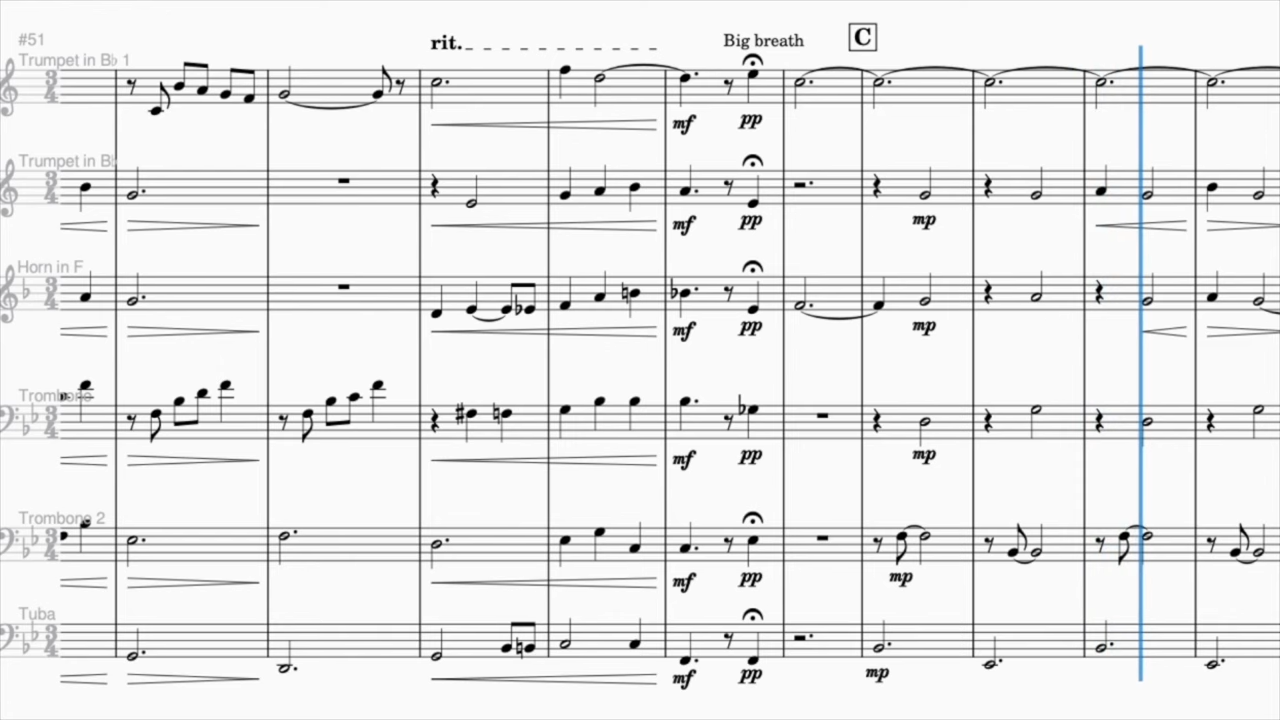 #51
rit.
Big breath
C
Trumpet in B♭ 1
mf pp
Trumpet in B♭
mf pp mp
Horn in F
mf pp mp
Trombone
mf pp mp
Trombone 2
mf pp mp
Tuba
mf pp mp